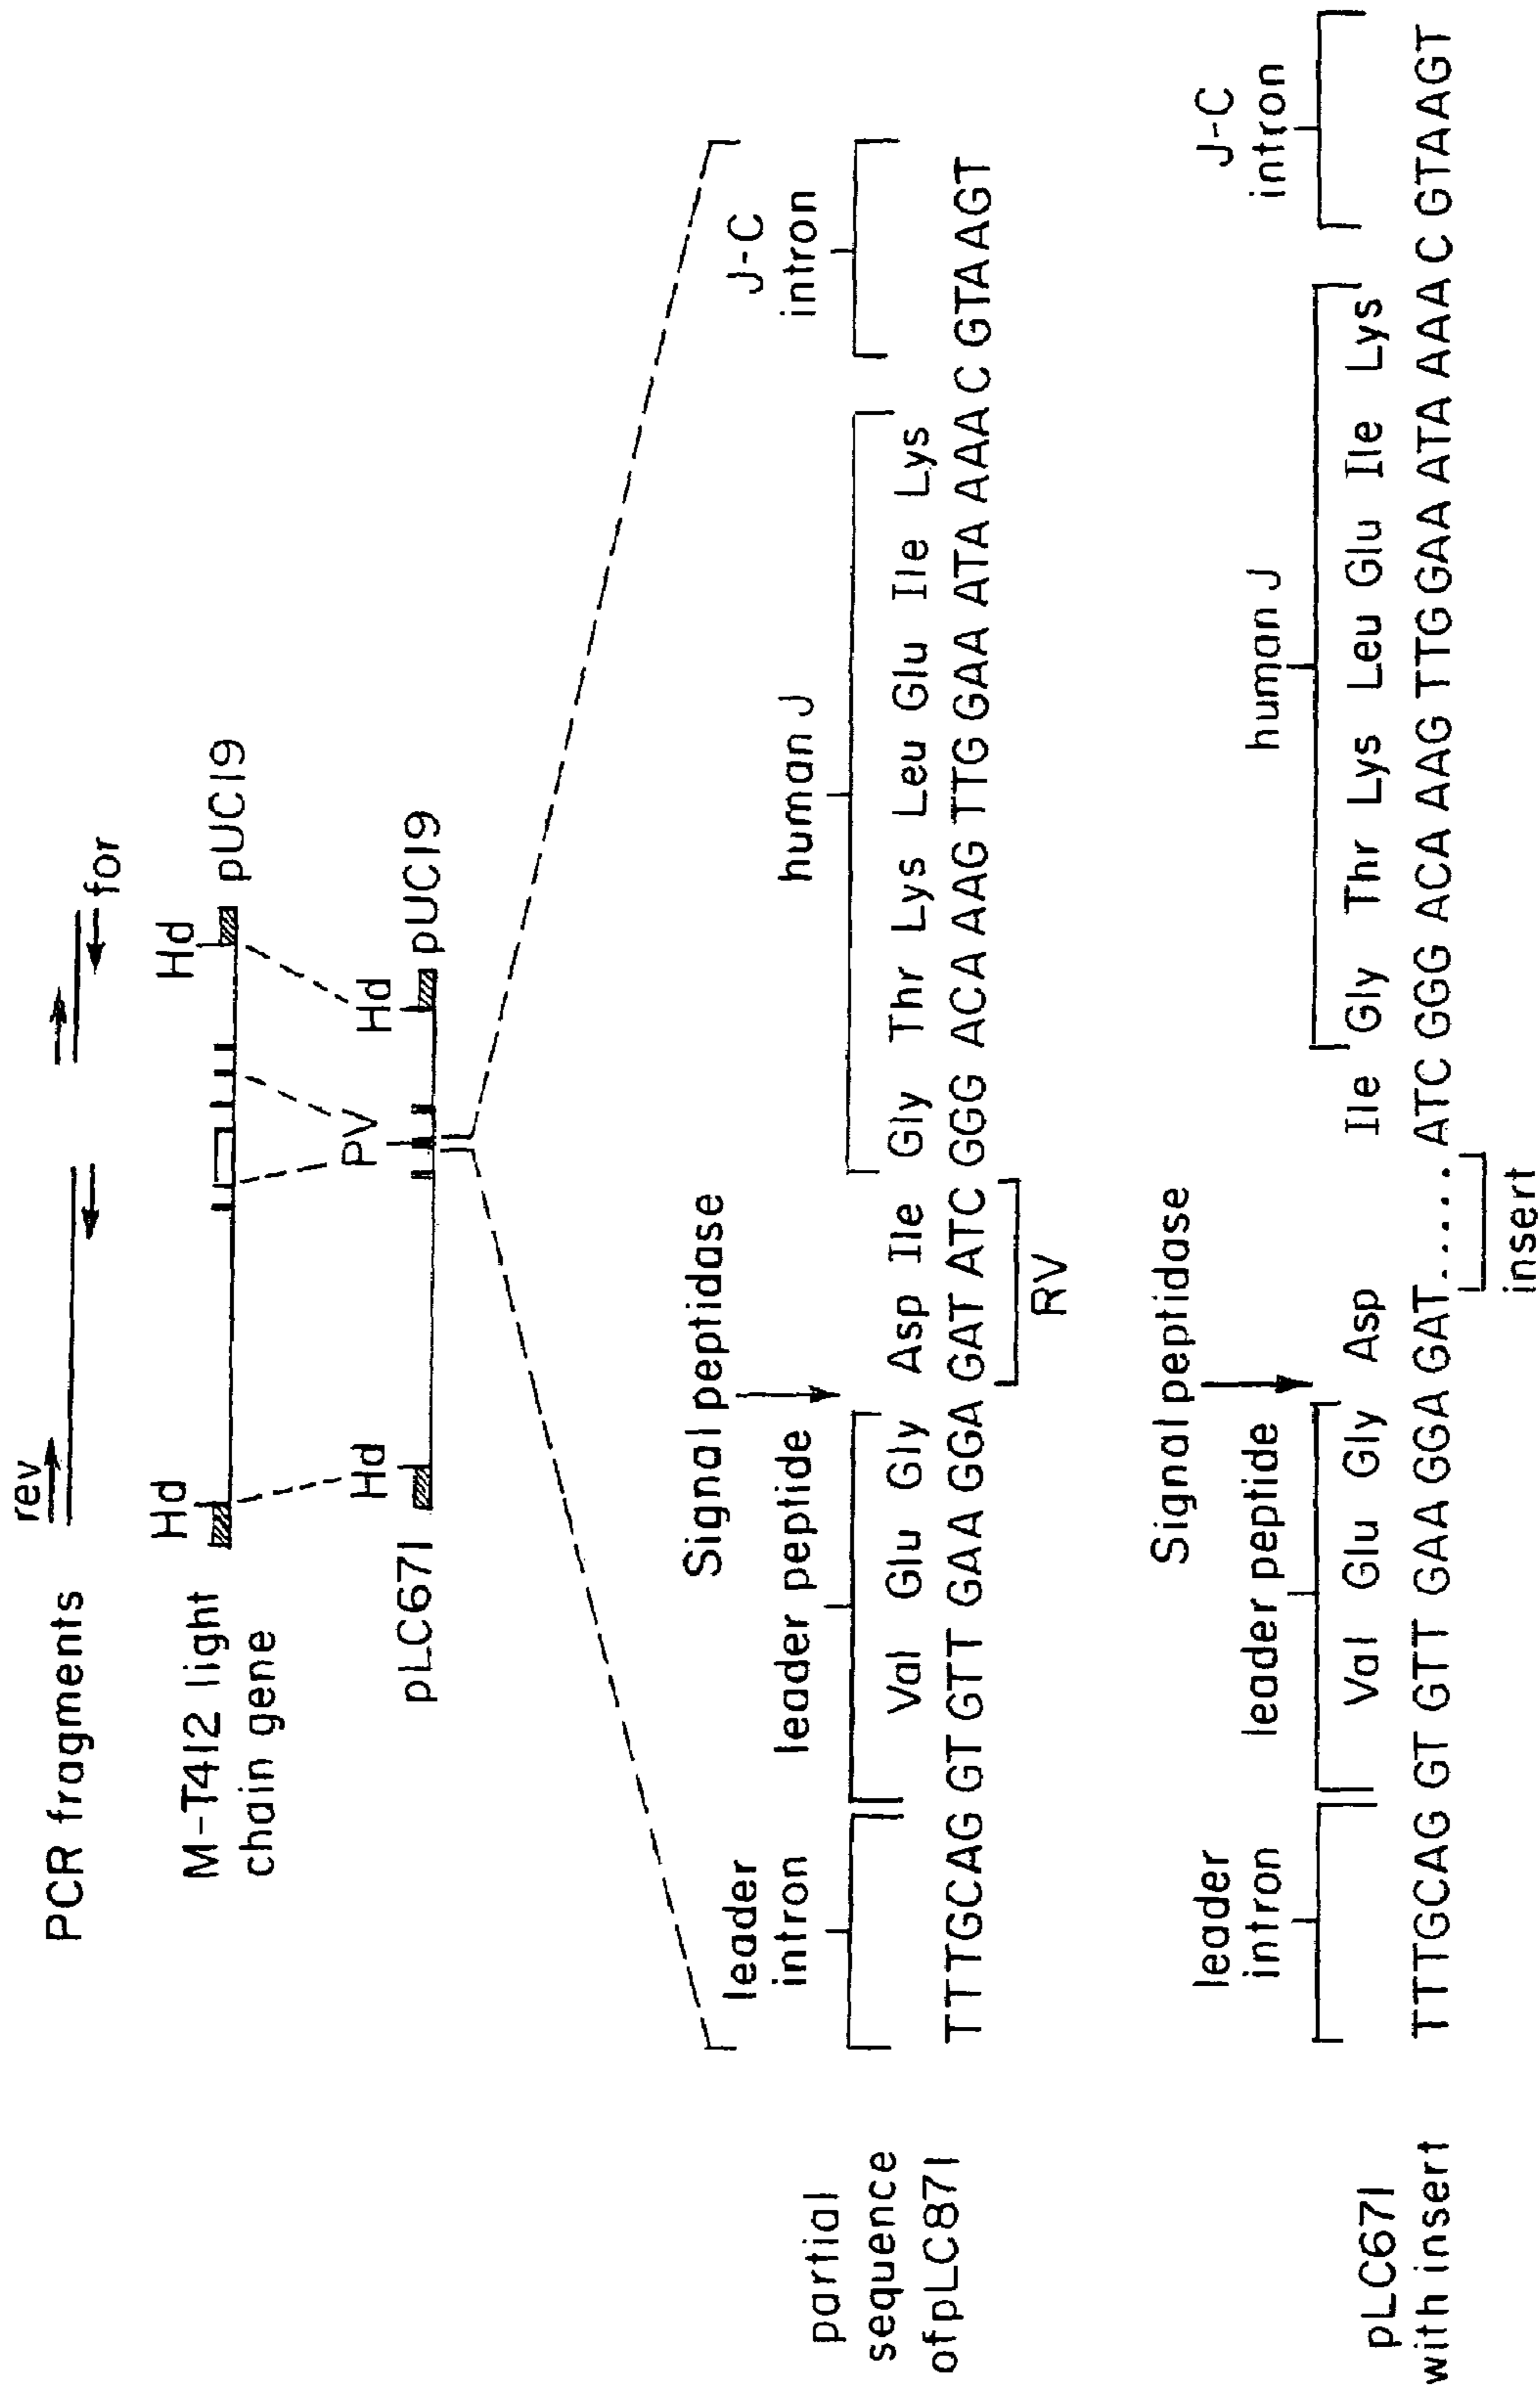 PCR fragments
rev
for
M-T412 light
chain gene
Hd
Hd
pUC19
PV
pLC671
Hd
Hd
pUC19
partial
sequence
ofpLC871
leader
intron
leader peptide
Signal peptidase
human J
J-C
intron
Val Glu Gly Asp Ile Gly Thr Lys Leu Glu Ile Lys
TTTGCAG GT GTT GAA GGA GAT ATC GGG ACA AAG TTG GAA ATA AAA C GTAAGT
RV
pLC671
with insert
leader
intron
leader peptide
Signal peptidase
human J
J-C
intron
Val Glu Gly Asp Ile Gly Thr Lys Leu Glu Ile Lys
TTTGCAG GT GTT GAA GGA GAT.....ATC GGG ACA AAG TTG GAA ATA AAA C GTAAGT
insert